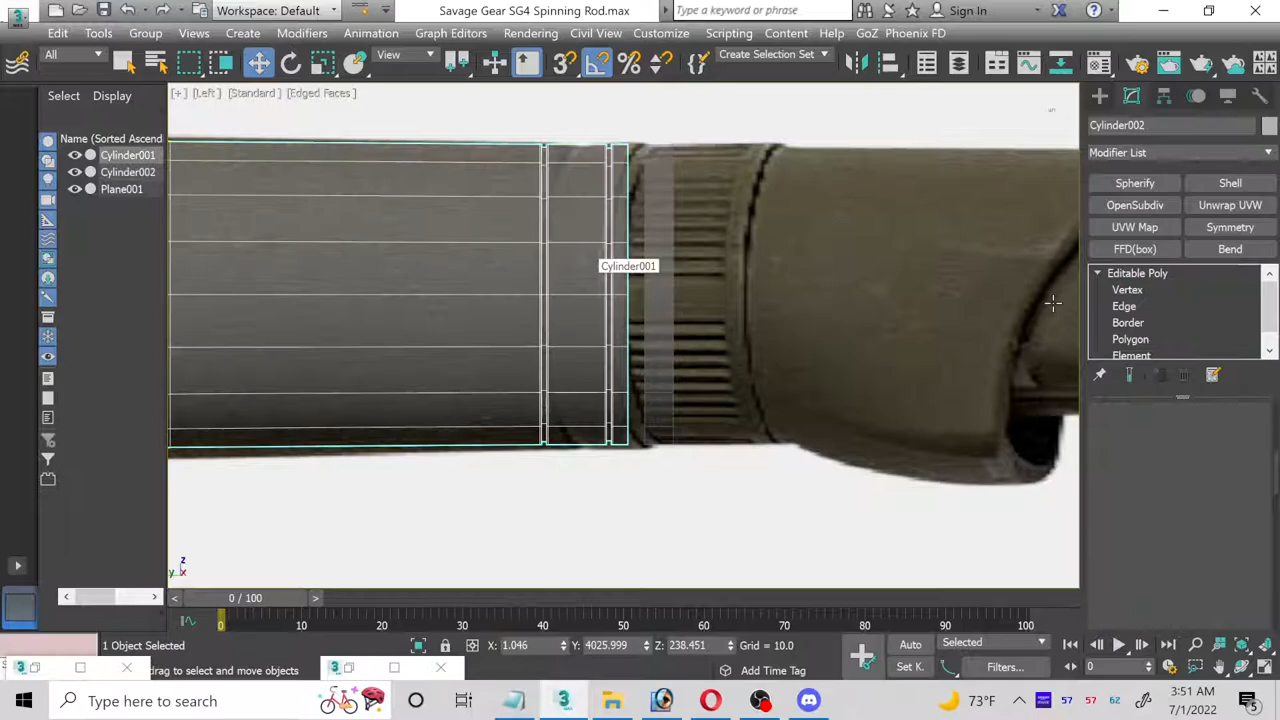 Workspace: Default
Savage Gear SG4 Spinning Rod.max
Type a keyword or phrase
Sign In
Edit Tools Group Views Create Modifiers Animation Graph Editors Rendering Civil View Customize Scripting Content Help GoZ Phoenix FD
All
View
Create Selection Set
Select Display
[+] [Left] [Standard] [Edged Faces]
Name (Sorted Ascend
Cylinder001
Cylinder002
Plane001
Cylinder001
Cylinder002
Modifier List
Spherify Shell
OpenSubdiv Unwrap UVW
UVW Map Symmetry
FFD(box) Bend
Editable Poly
Vertex
Edge
Border
Polygon
Element
z
y x
0 / 100
0 10 20 30 40 50 60 70 80 90 100
1 Object Selected
X: 1.046 Y: 4025.999 Z: 238.451 Grid = 10.0
Auto Selected
drag to select and move objects
Add Time Tag
Set K. Filters... 0
Type here to search
73°F
57 57 62
3:51 AM
7/1/2022
5